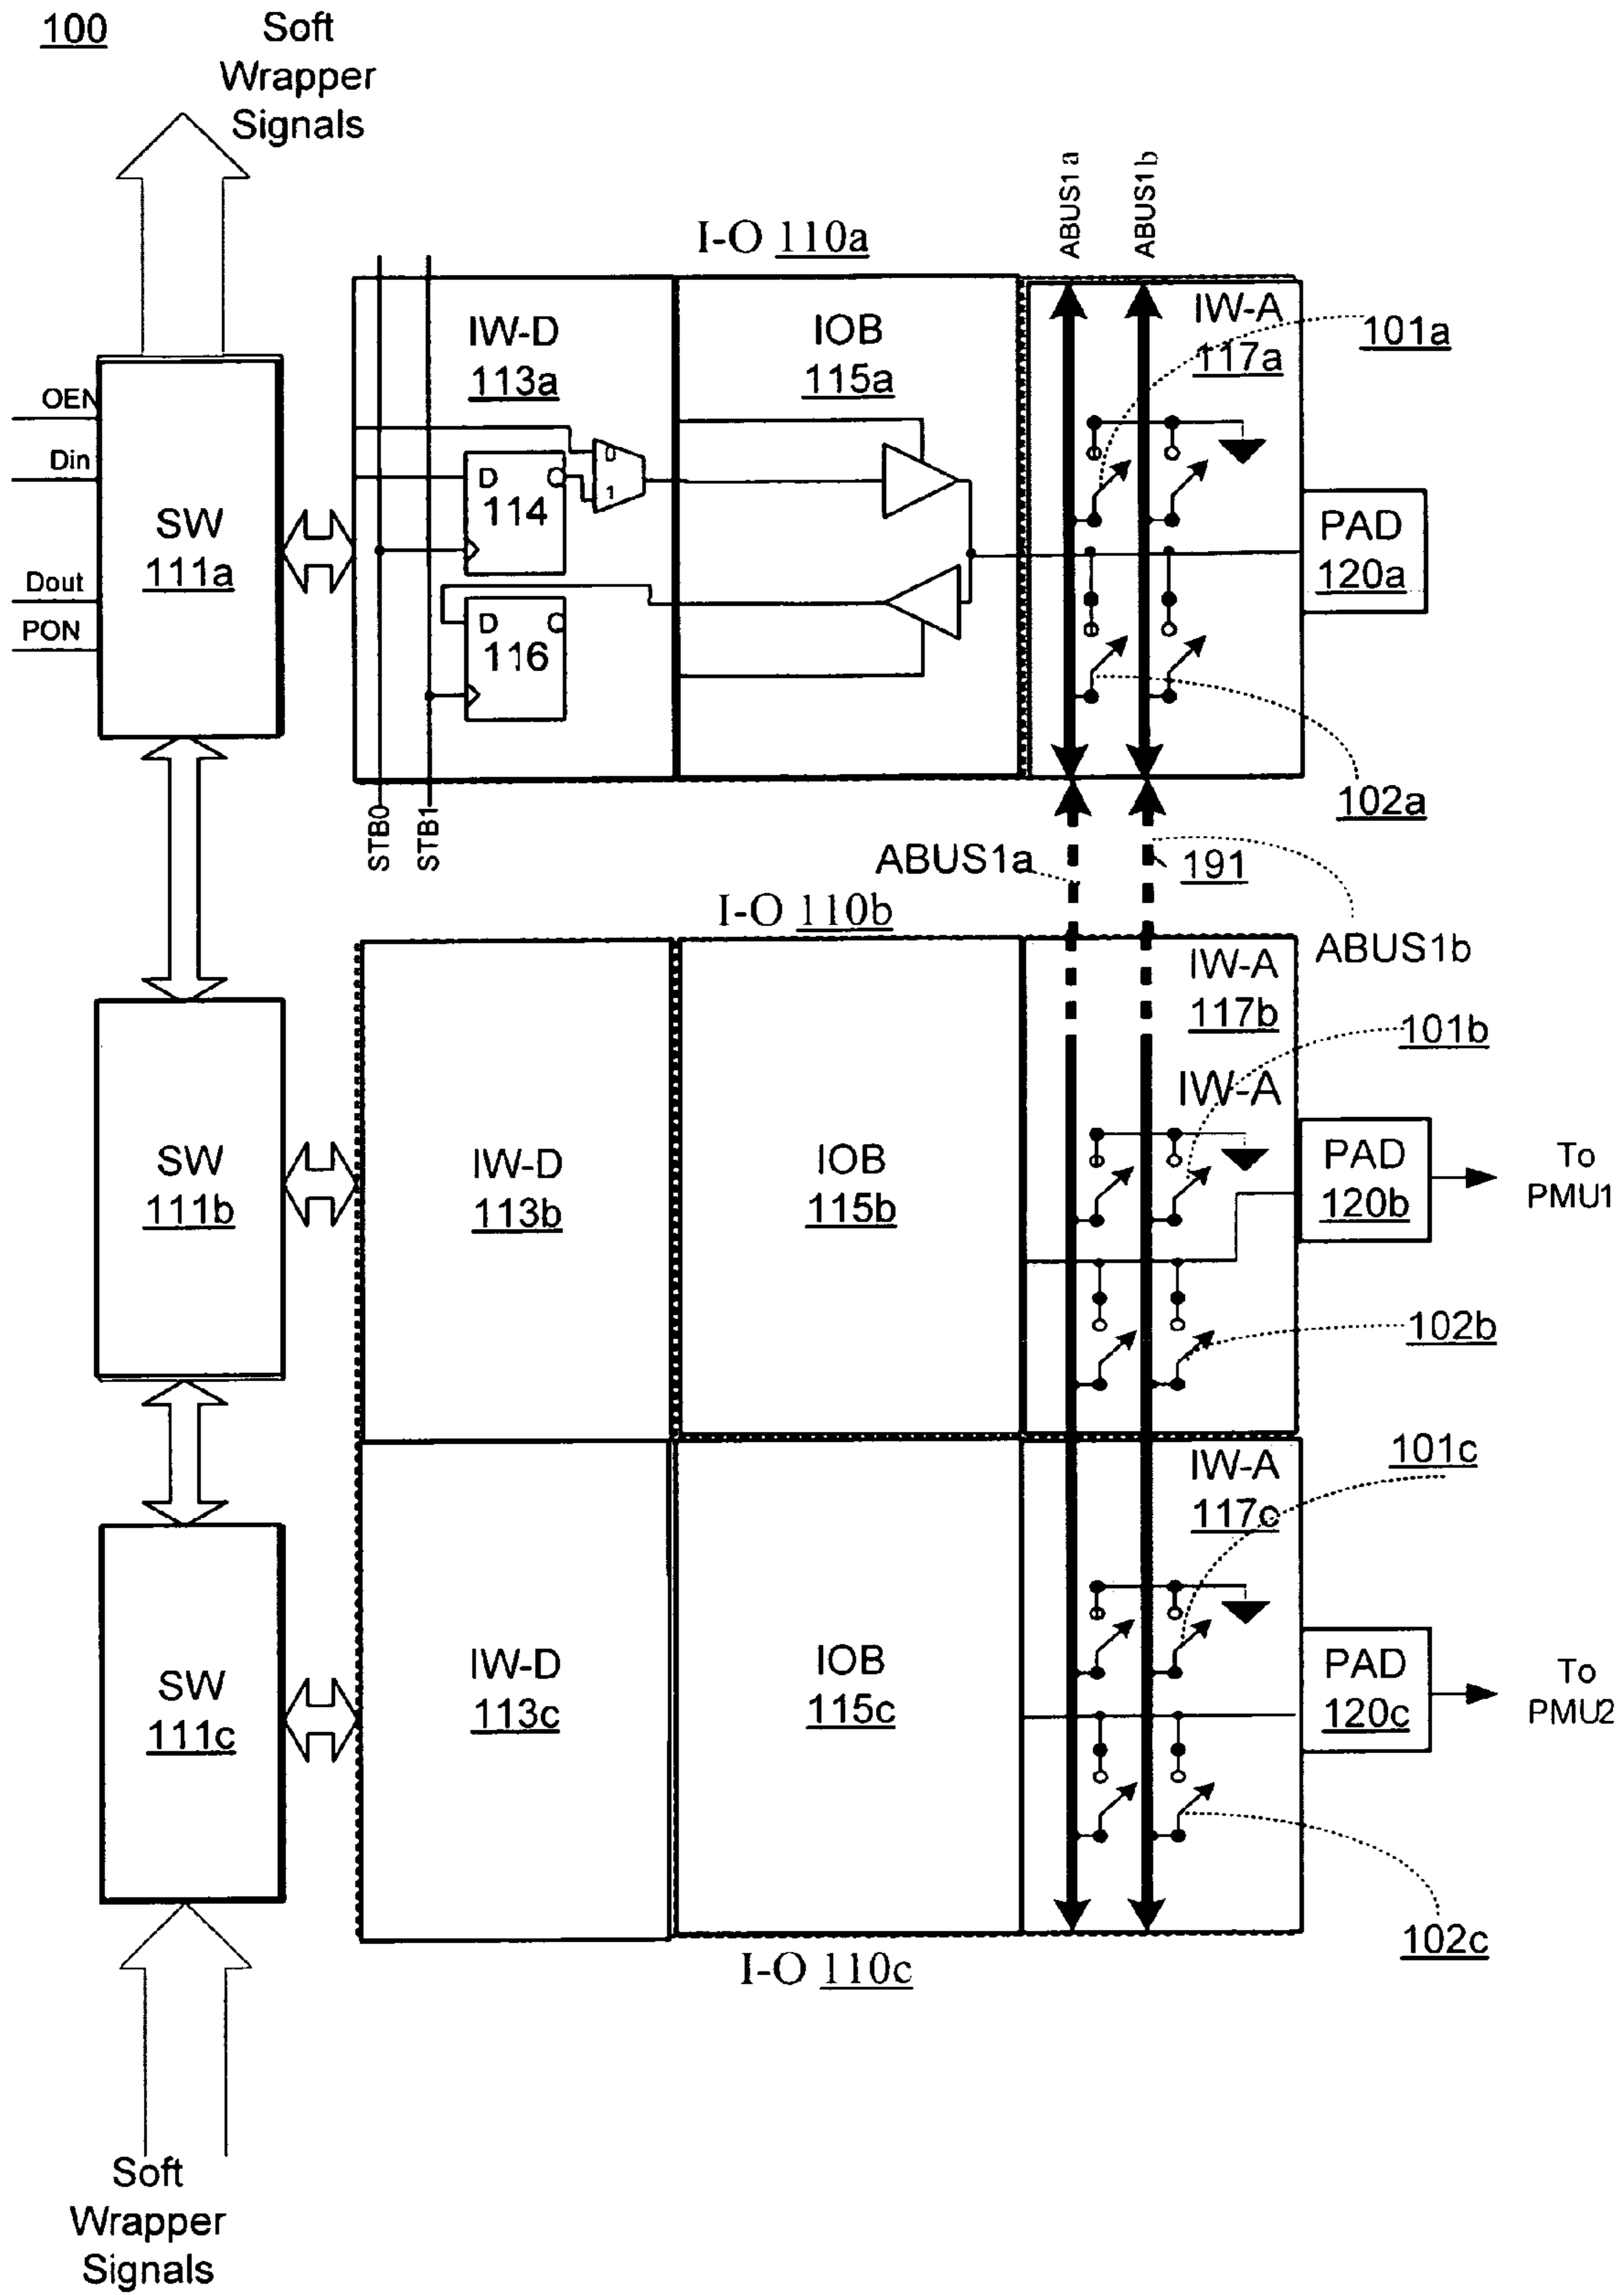 100
Soft
Wrapper
Signals
ABUS1a
ABUS1b
I-O 110a
IW-D
113a
IOB
115a
IW-A
117a
101a
OEN
Din
SW
111a
Dout
PON
D
114
0
1
D
116
PAD
120a
102a
STB0
STB1
ABUS1a
191
I-O 110b
ABUS1b
IW-A
117b
101b
IW-A
SW
111b
IW-D
113b
IOB
115b
PAD
120b
To
PMU1
102b
101c
IW-A
117c
SW
111c
IW-D
113c
IOB
115c
PAD
120c
To
PMU2
102c
I-O 110c
Soft
Wrapper
Signals